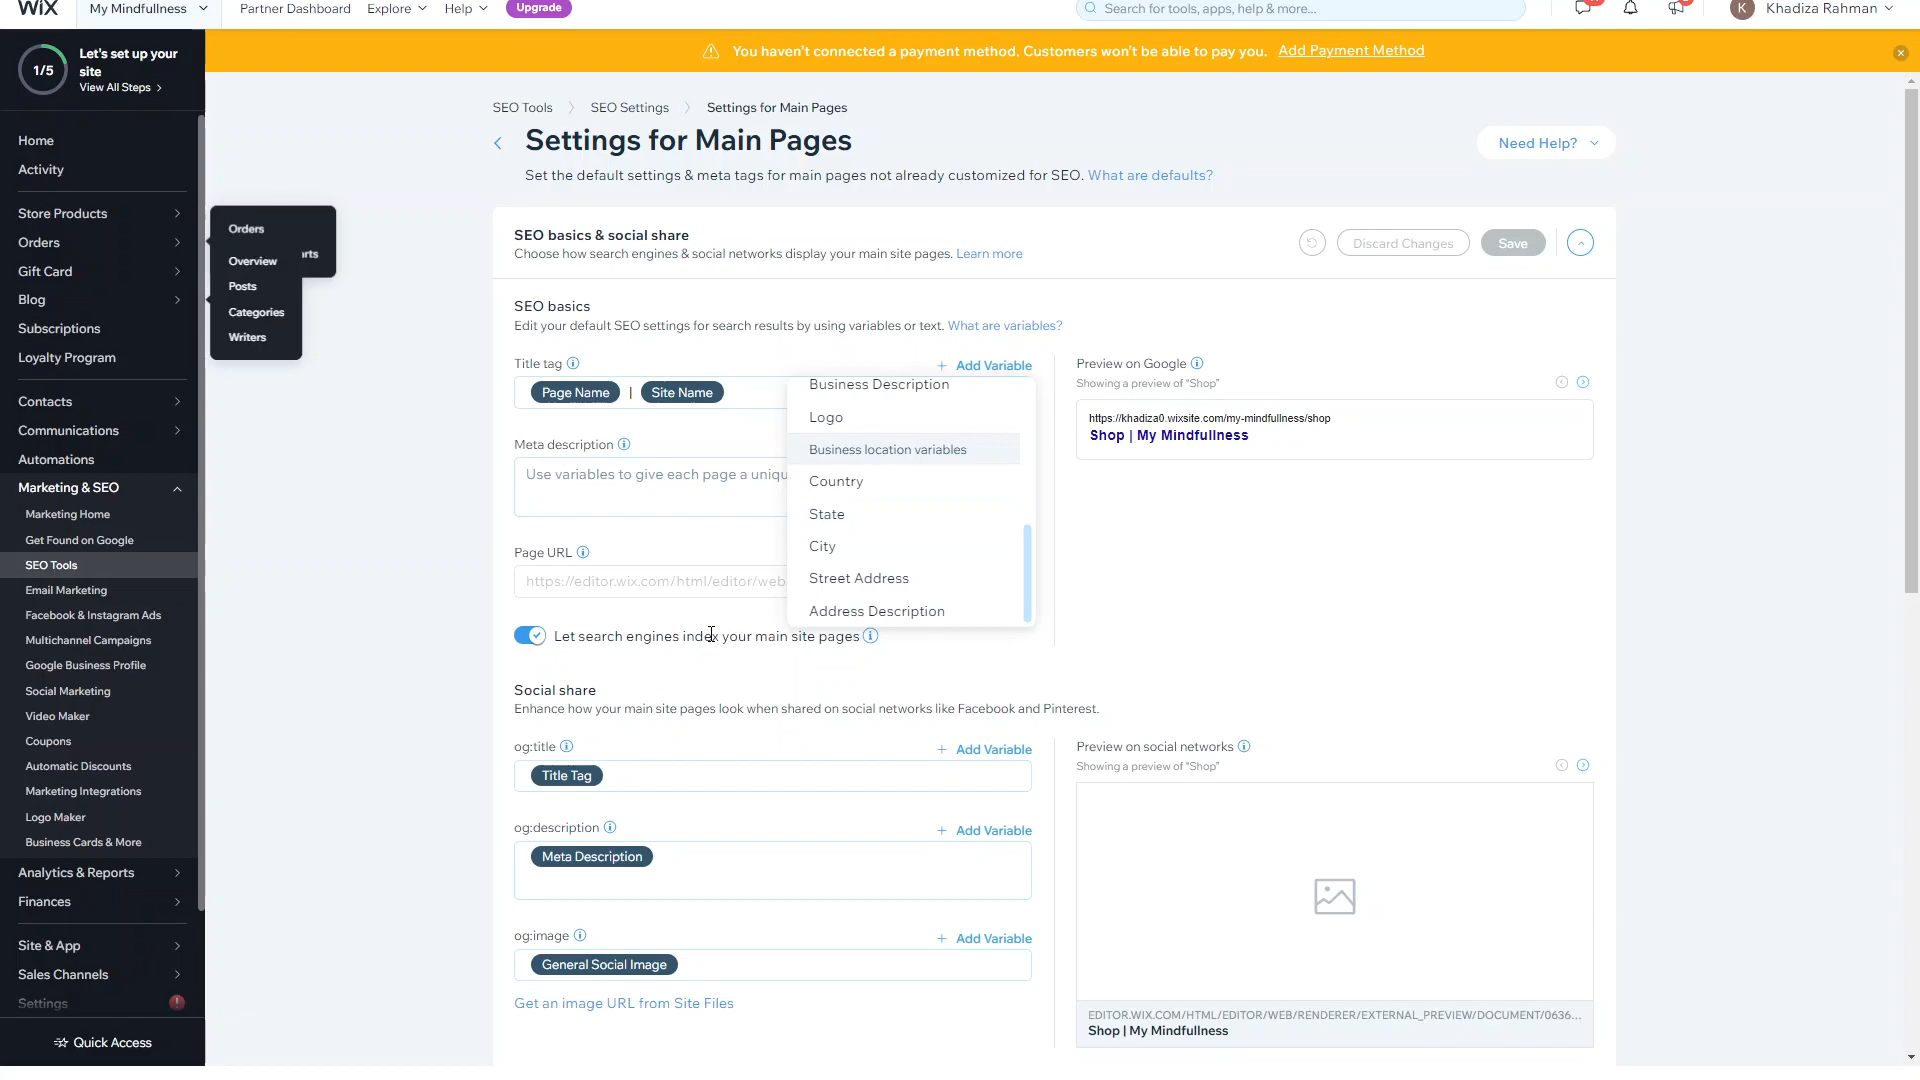 WiX
My Mindfullness
Partner Dashboard
Explore
Help
Upgrade
Search for tools, apps, help & more...
K
Khadiza Rahman
1/5
Let's set up your
site
View All Steps
You haven't connected a payment method. Customers won't be able to pay you. Add Payment Method
Home
Activity
Store Products
Orders
Gift Card
Blog
Subscriptions
Loyalty Program
Contacts
Communications
Automations
Marketing & SEO
Marketing Home
Get Found on Google
SEO Tools
Email Marketing
Facebook & Instagram Ads
Multichannel Campaigns
Google Business Profile
Social Marketing
Video Maker
Coupons
Automatic Discounts
Marketing Integrations
Logo Maker
Business Cards & More
Analytics & Reports
Finances
Site & App
Sales Channels
Settings
Quick Access
Orders
Overview
Posts
Categories
Writers
SEO Tools
SEO Settings
Settings for Main Pages
Settings for Main Pages
Need Help?
Set the default settings & meta tags for main pages not already customized for SEO. What are defaults?
SEO basics & social share
Choose how search engines & social networks display your main site pages. Learn more
Discard Changes
Save
SEO basics
Edit your default SEO settings for search results by using variables or text. What are variables?
Title tag
+ Add Variable
Page Name | Site Name
Meta description
Use variables to give each page a uniqu
Page URL
https://editor.wix.com/html/editor/web
Business Description
Logo
Business location variables
Country
State
City
Street Address
Address Description
Let search engines index your main site pages
Preview on Google
Showing a preview of "Shop"
https://khadiza0.wixsite.com/my-mindfullness/shop
Shop | My Mindfullness
Social share
Enhance how your main site pages look when shared on social networks like Facebook and Pinterest.
og:title
+ Add Variable
Title Tag
og:description
+ Add Variable
Meta Description
og:image
+ Add Variable
General Social Image
Get an image URL from Site Files
Preview on social networks
Showing a preview of "Shop"
EDITOR.WIX.COM/HTML/EDITOR/WEB/RENDERER/EXTERNAL_PREVIEW/DOCUMENT/0636...
Shop | My Mindfullness